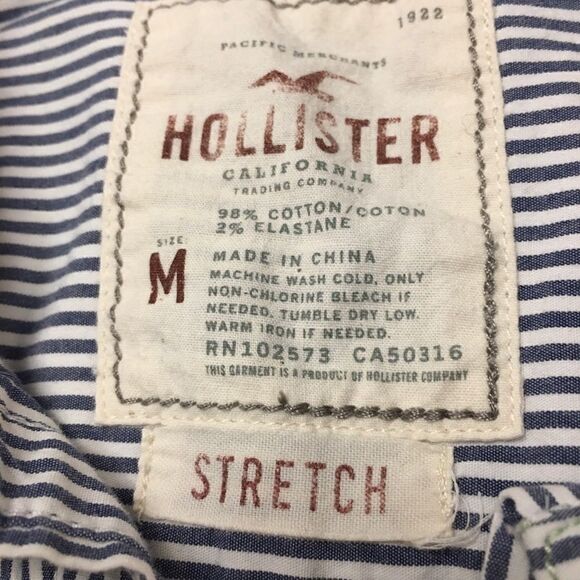 1922
PACIFIC MERCHANTS
HOLLISTER
CALIFORNIA
TRADING COMPANY
98% COTTON/COTON
2% ELASTANE
SIZE:
M
MADE IN CHINA
MACHINE WASH COLD, ONLY
NON-CHLORINE BLEACH IF
NEEDED. TUMBLE DRY LOW.
WARM IRON IF NEEDED.
RN102573 CA50316
THIS GARMENT IS A PRODUCT OF HOLLISTER COMPANY
STRETCH